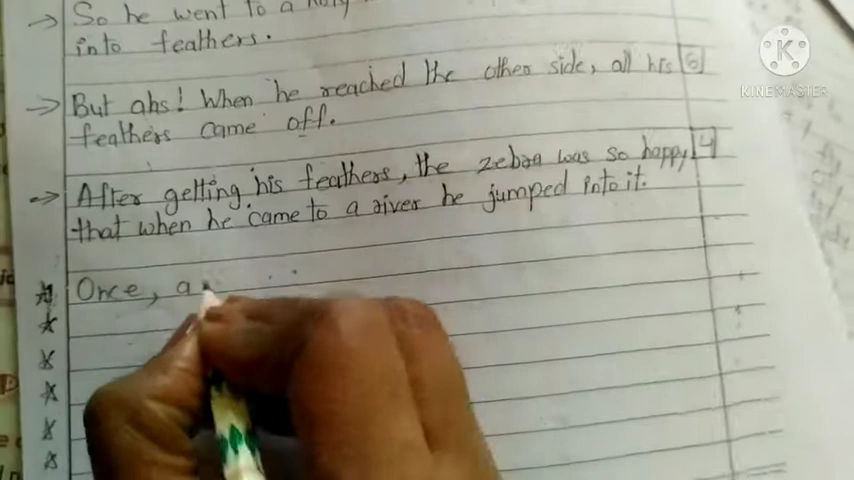 → So he went to a holy
into feathers.
→ But ahs! When he reached the other side, all his 6
feathers came off.
→ After getting his feathers, the zebra was so happy 4
that when he came to a river he jumped into it.
Once, a
KINEMASTER